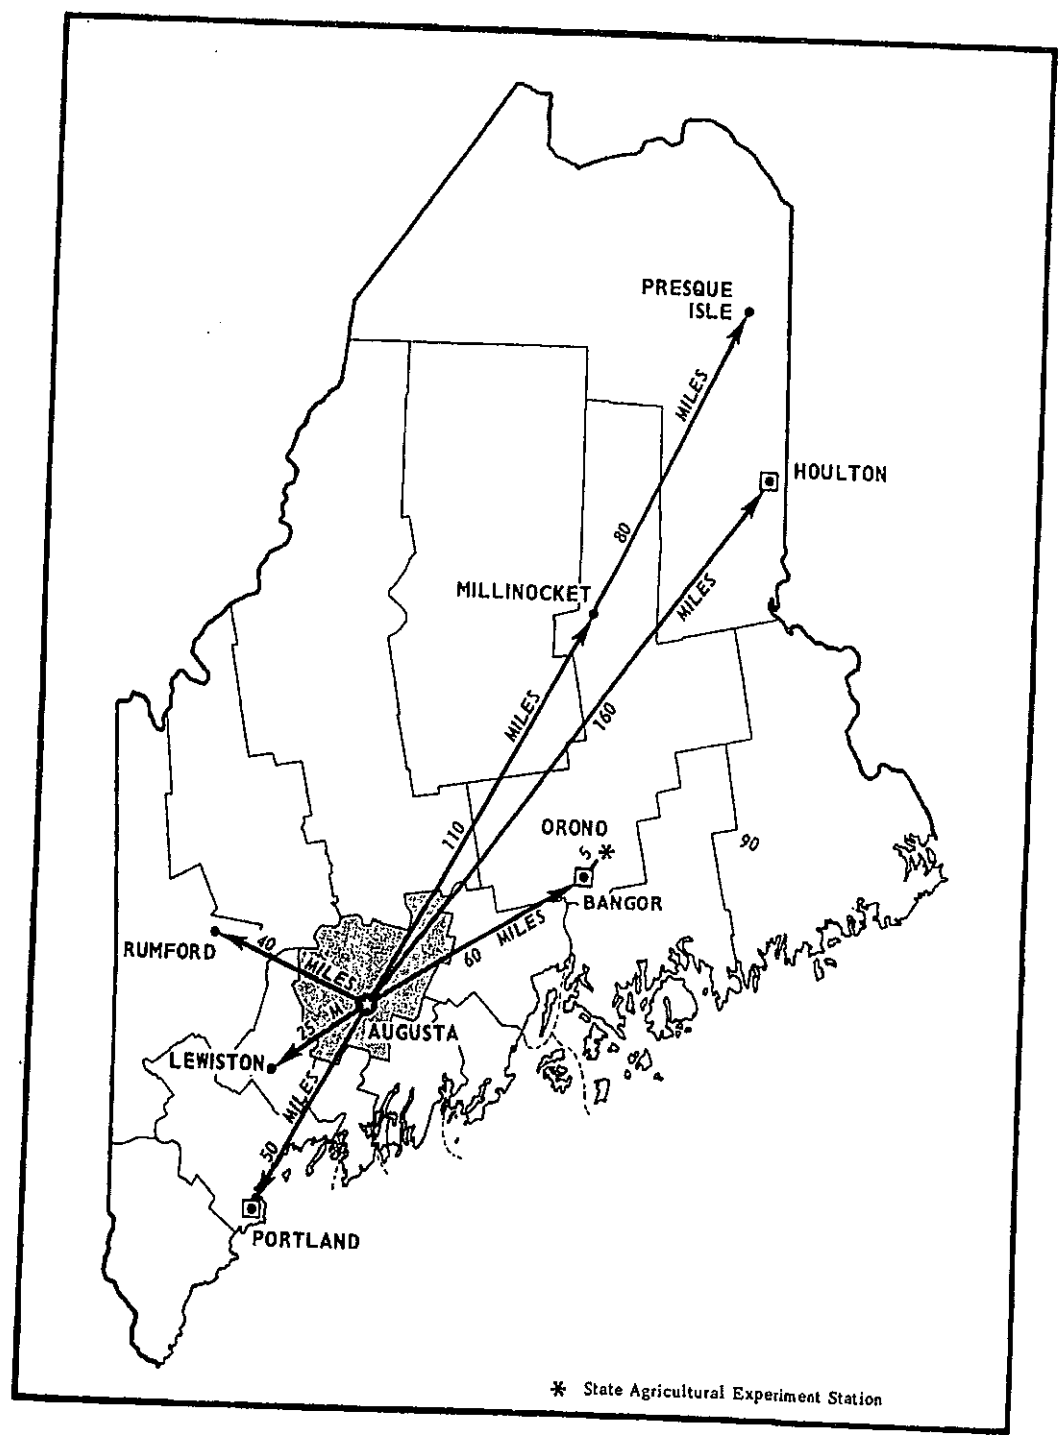 PRESQUE
ISLE
MILES
HOULTON
80
MILLINOCKET
MILES
MILES
160
110
ORONO
5 *
90
BANGOR
MILES
60
RUMFORD
40
MILES
25 M
AUGUSTA
LEWISTON
MILES
50
PORTLAND
* State Agricultural Experiment Station